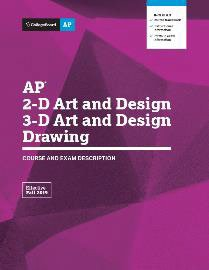 CollegeBoard AP
AP®
2-D Art and Design
3-D Art and Design
Drawing
COURSE AND EXAM DESCRIPTION
Effective
Fall 2019